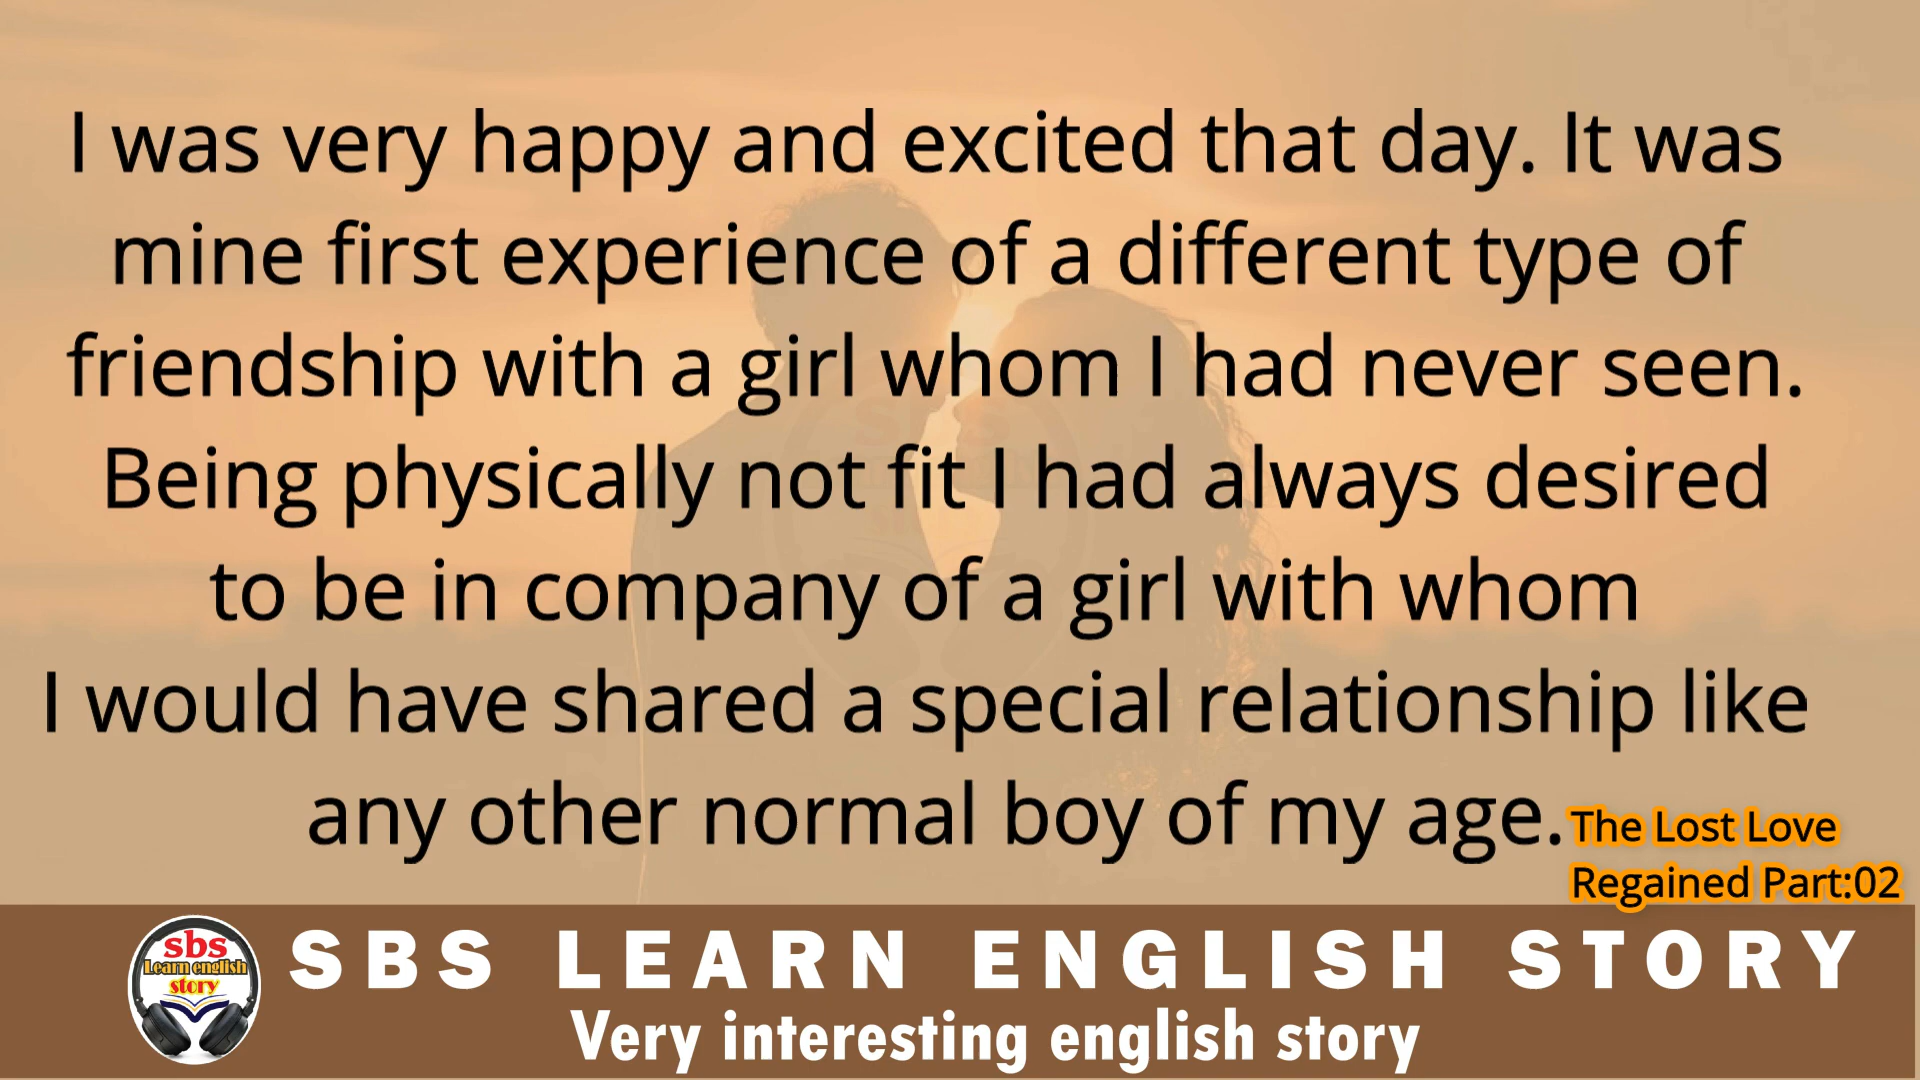 I was very happy and excited that day. It was
mine first experience of a different type of
friendship with a girl whom I had never seen.
Being physically not fit I had always desired
to be in company of a girl with whom
I would have shared a special relationship like
any other normal boy of my age.
The Lost Love
Regained Part:02
sbs
Learn english
story
SBS LEARN ENGLISH STORY
Very interesting english story